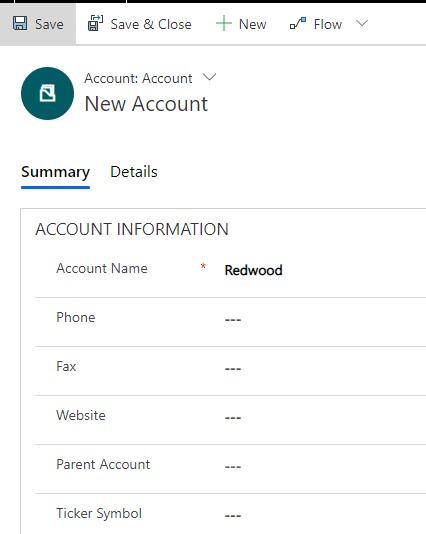 Save Save & Close New Flow
Account: Account
New Account
Summary Details
ACCOUNT INFORMATION
Account Name * Redwood
Phone ---
Fax ---
Website ---
Parent Account ---
Ticker Symbol ---